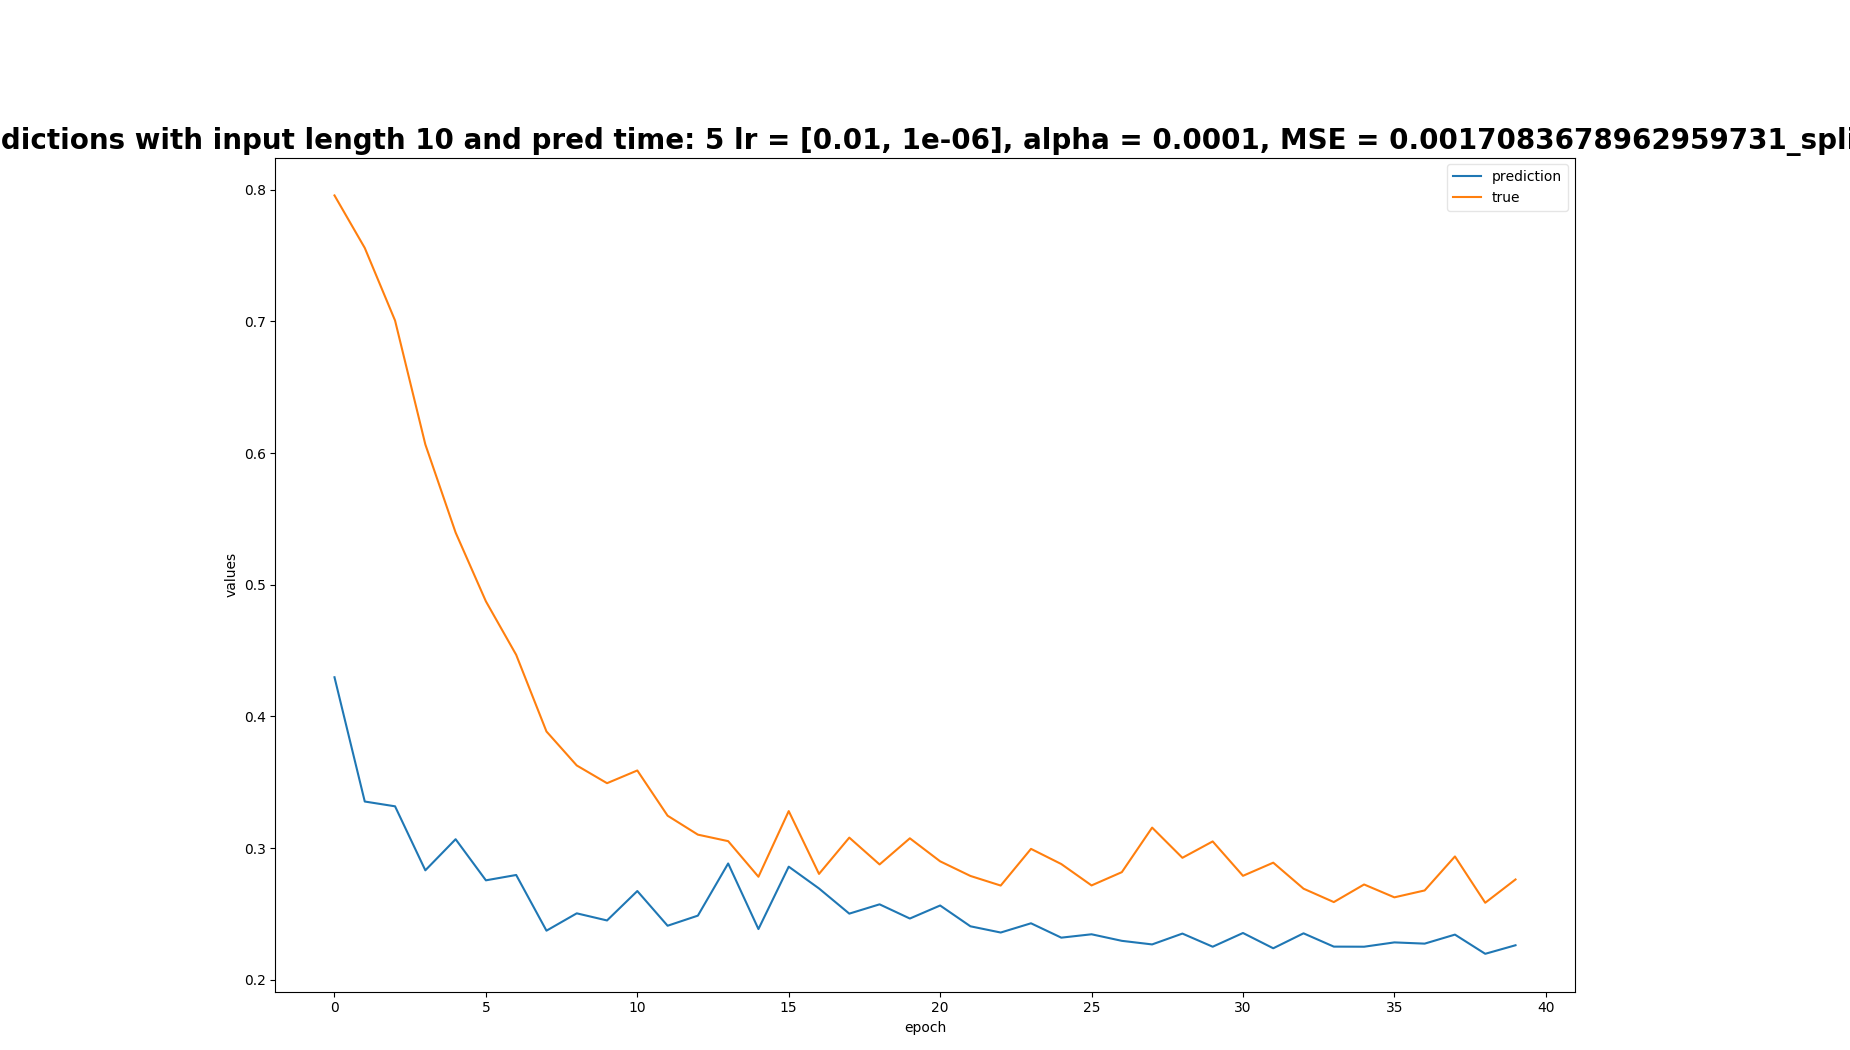 dictions with input length 10 and pred time: 5 lr = [0.01, 1e-06], alpha = 0.0001, MSE = 0.0017083678962959731_spli
prediction
true
0.8
0.7
0.6
0.5
0.4
0.3
0.2
values
0 5 10 15 20 25 30 35 40
epoch